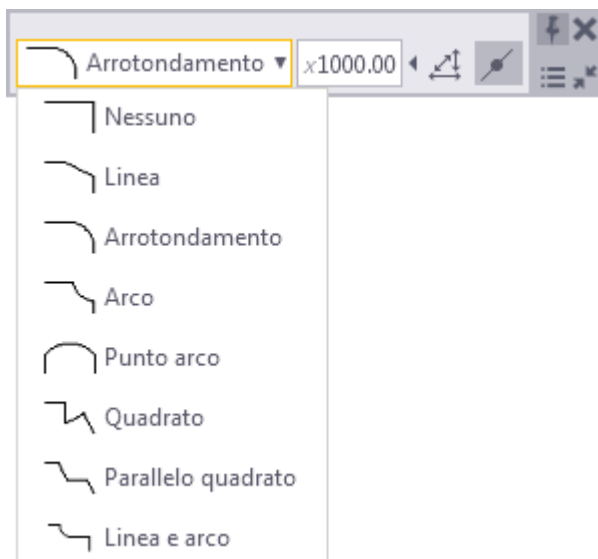 Arrotondamento x1000.00
Nessuno
Linea
Arrotondamento
Arco
Punto arco
Quadrato
Parallelo quadrato
Linea e arco